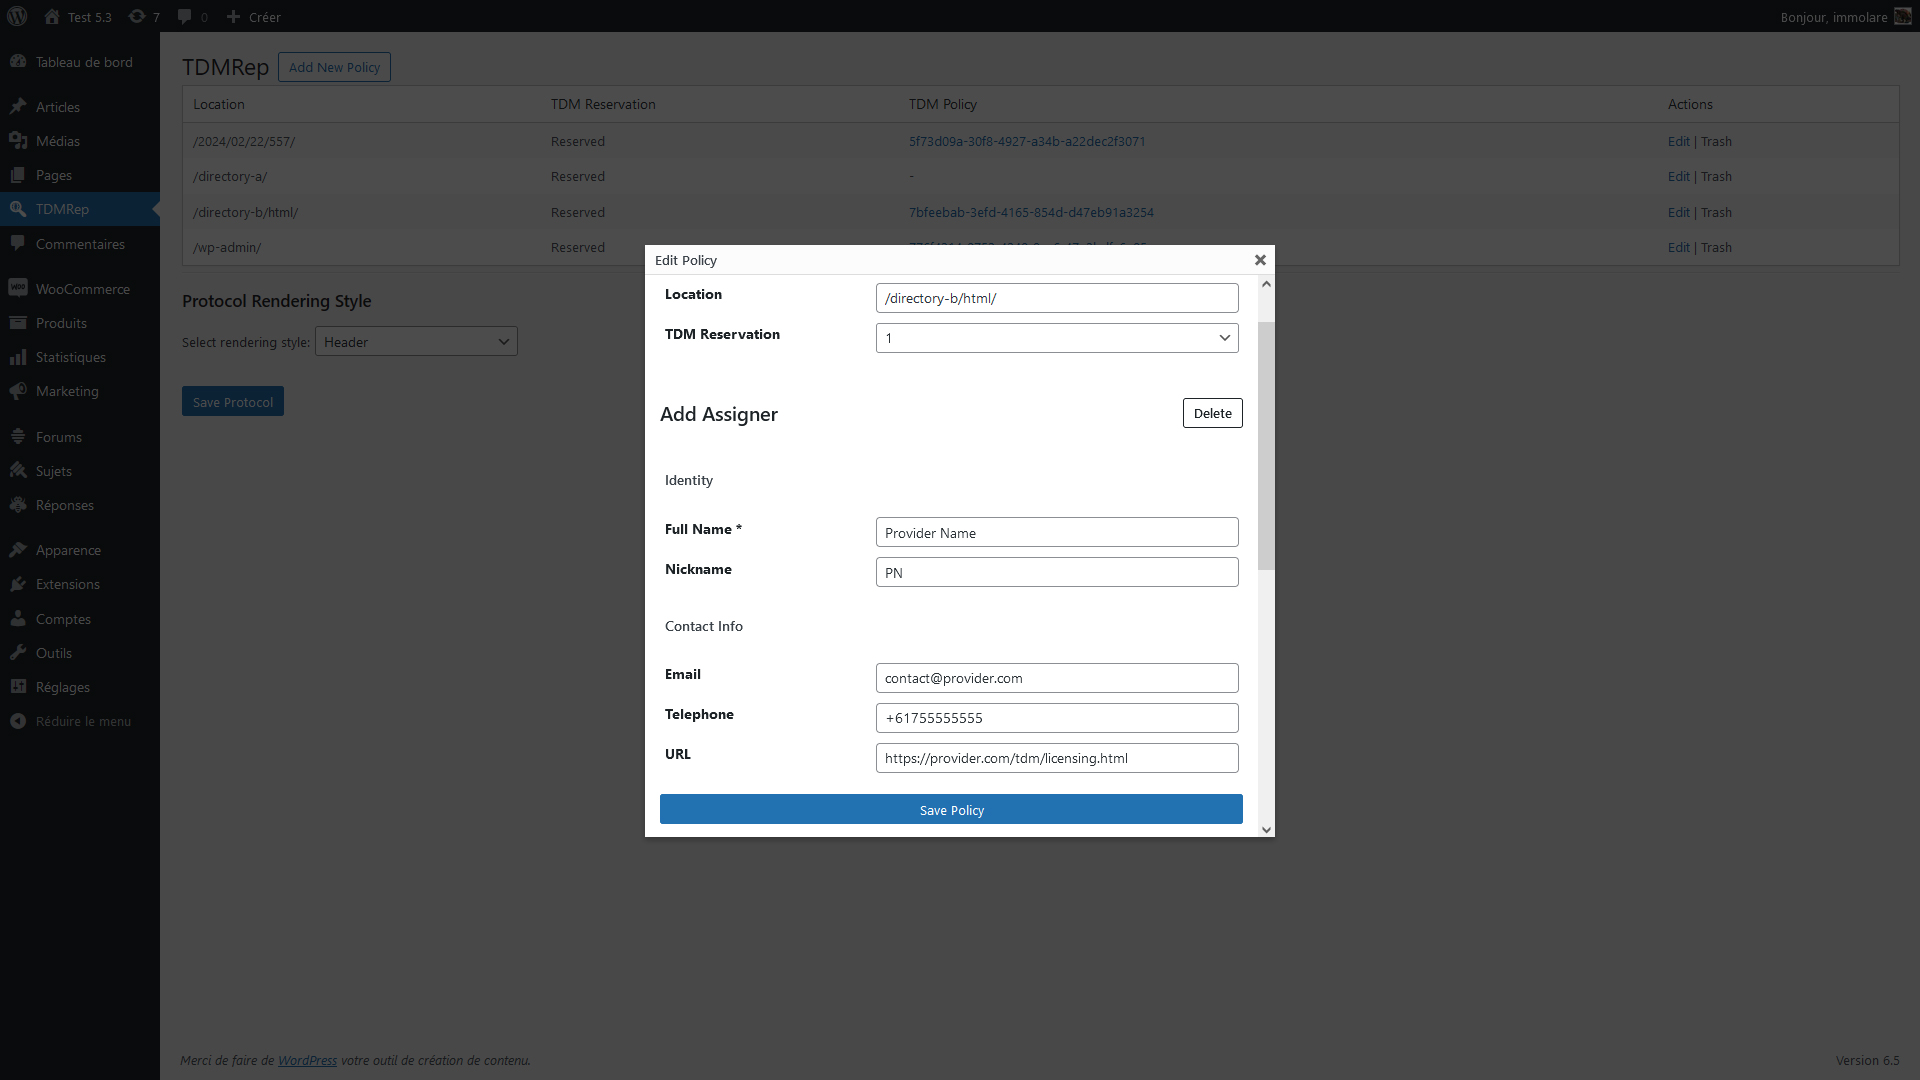 Test 5.3 7 0 Créer Bonjour, immolare
Tableau de bord
Articles
Médias
Pages
TDMRep
Commentaires
WooCommerce
Produits
Statistiques
Marketing
Forums
Sujets
Réponses
Apparence
Extensions
Comptes
Outils
Réglages
Réduire le menu
TDMRep Add New Policy
Location TDM Reservation TDM Policy Actions
/2024/02/22/557/ Reserved 5f73d09a-30f8-4927-a34b-a22dec2f3071 Edit | Trash
/directory-a/ Reserved - Edit | Trash
/directory-b/html/ Reserved 7bfeebab-3efd-4165-854d-d47eb91a3254 Edit | Trash
/wp-admin/ Reserved Edit | Trash
Protocol Rendering Style
Select rendering style: Header
Save Protocol
Edit Policy
Location /directory-b/html/
TDM Reservation 1
Add Assigner Delete
Identity
Full Name * Provider Name
Nickname PN
Contact Info
Email contact@provider.com
Telephone +61755555555
URL https://provider.com/tdm/licensing.html
Save Policy
Merci de faire de WordPress votre outil de création de contenu. Version 6.5